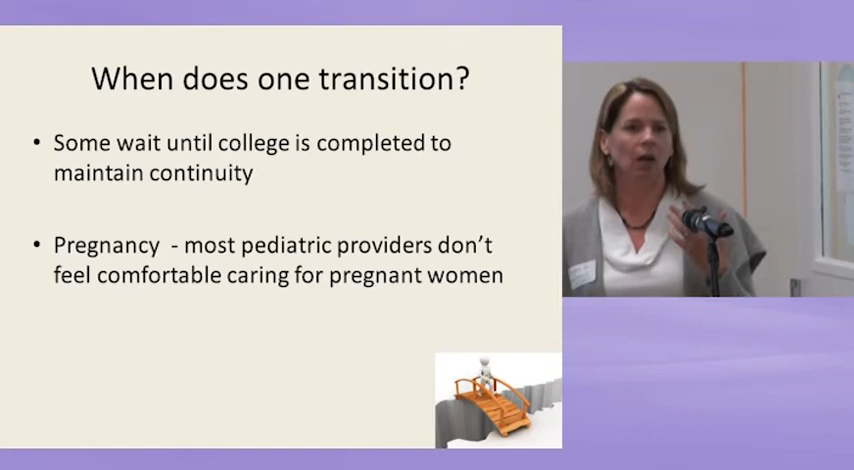 When does one transition?
• Some wait until college is completed to
maintain continuity
• Pregnancy - most pediatric providers don't
feel comfortable caring for pregnant women